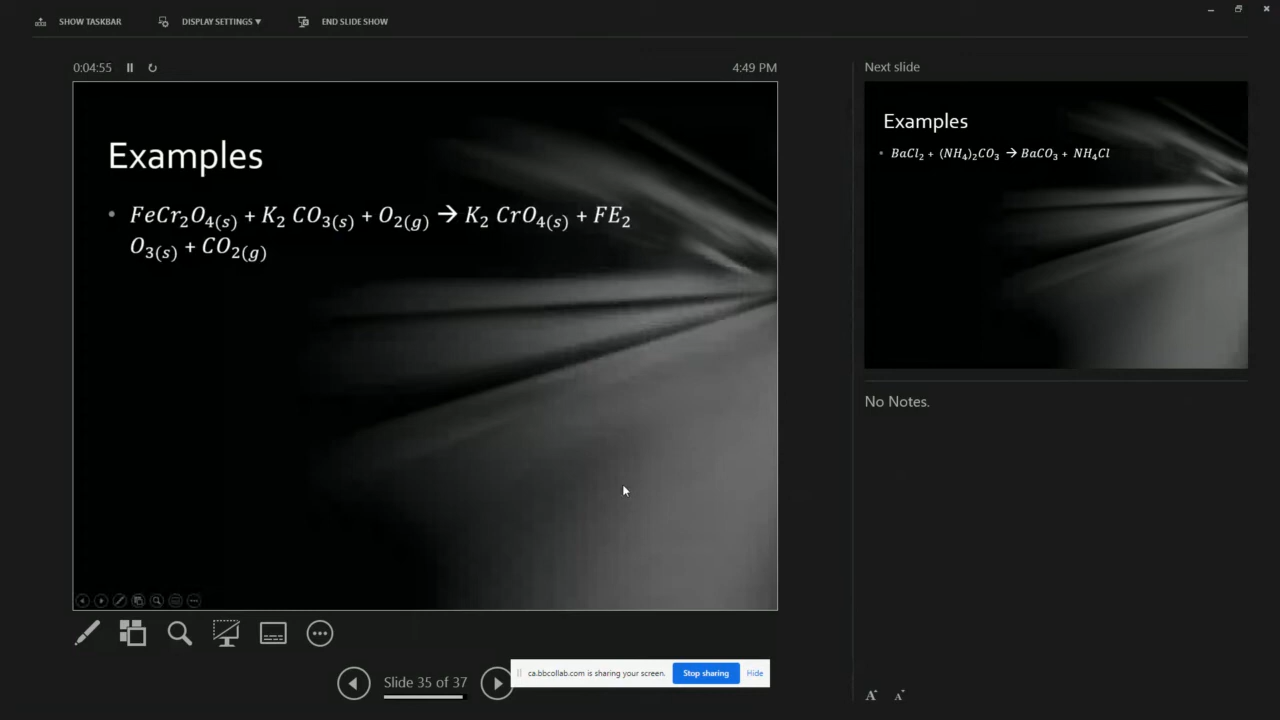 SHOW TASKBAR DISPLAY SETTINGS ▼ END SLIDE SHOW
0:04:55 4:49 PM
Examples
• FeCr₂O₄₍s₎ + K₂ CO₃₍s₎ + O₂₍g₎ → K₂ CrO₄₍s₎ + FE₂
O₃₍s₎ + CO₂₍g₎
Slide 35 of 37
ca.bbcollab.com is sharing your screen. Stop sharing Hide
Next slide
Examples
• BaCl₂ + (NH₄)₂CO₃ → BaCO₃ + NH₄Cl
No Notes.
A A